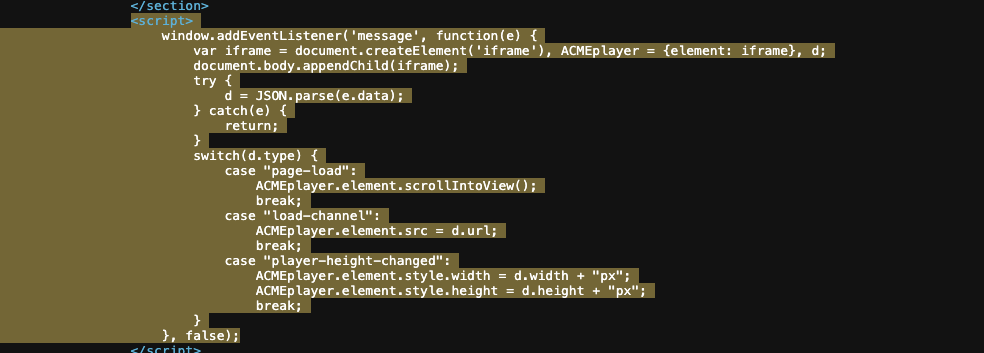 </section>
<script>
window.addEventListener('message', function(e) {
var iframe = document.createElement('iframe'), ACMEplayer = {element: iframe}, d;
document.body.appendChild(iframe);
try {
d = JSON.parse(e.data);
} catch(e) {
return;
}
switch(d.type) {
case "page-load":
ACMEplayer.element.scrollIntoView();
break;
case "load-channel":
ACMEplayer.element.src = d.url;
break;
case "player-height-changed":
ACMEplayer.element.style.width = d.width + "px";
ACMEplayer.element.style.height = d.height + "px";
break;
}
}, false);
</script>